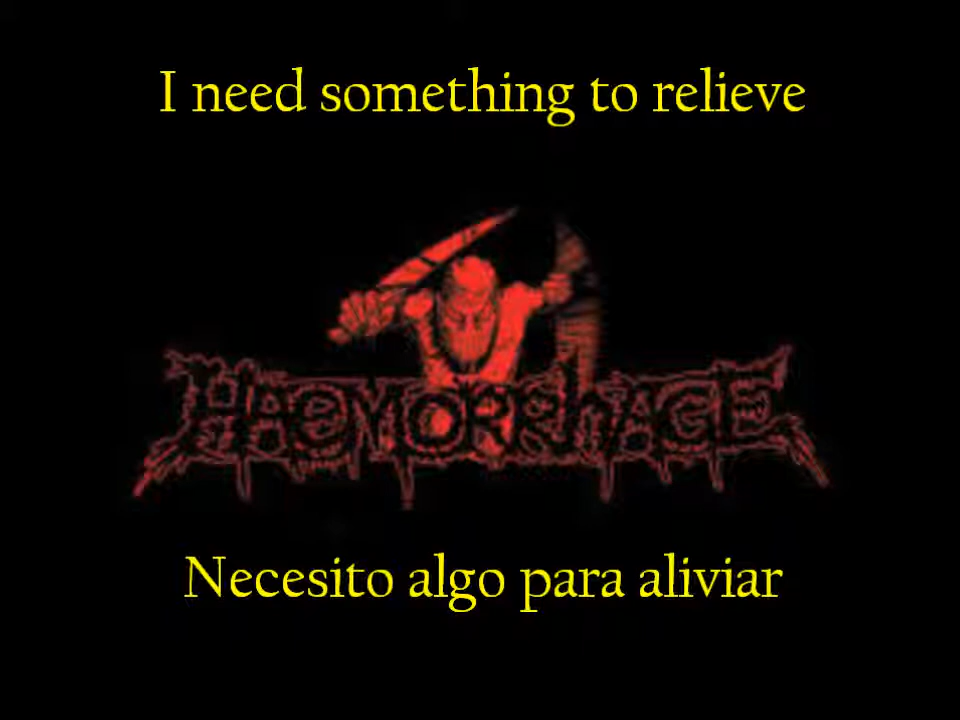 I need something to relieve
HAEMORRHAGE
Necesito algo para aliviar